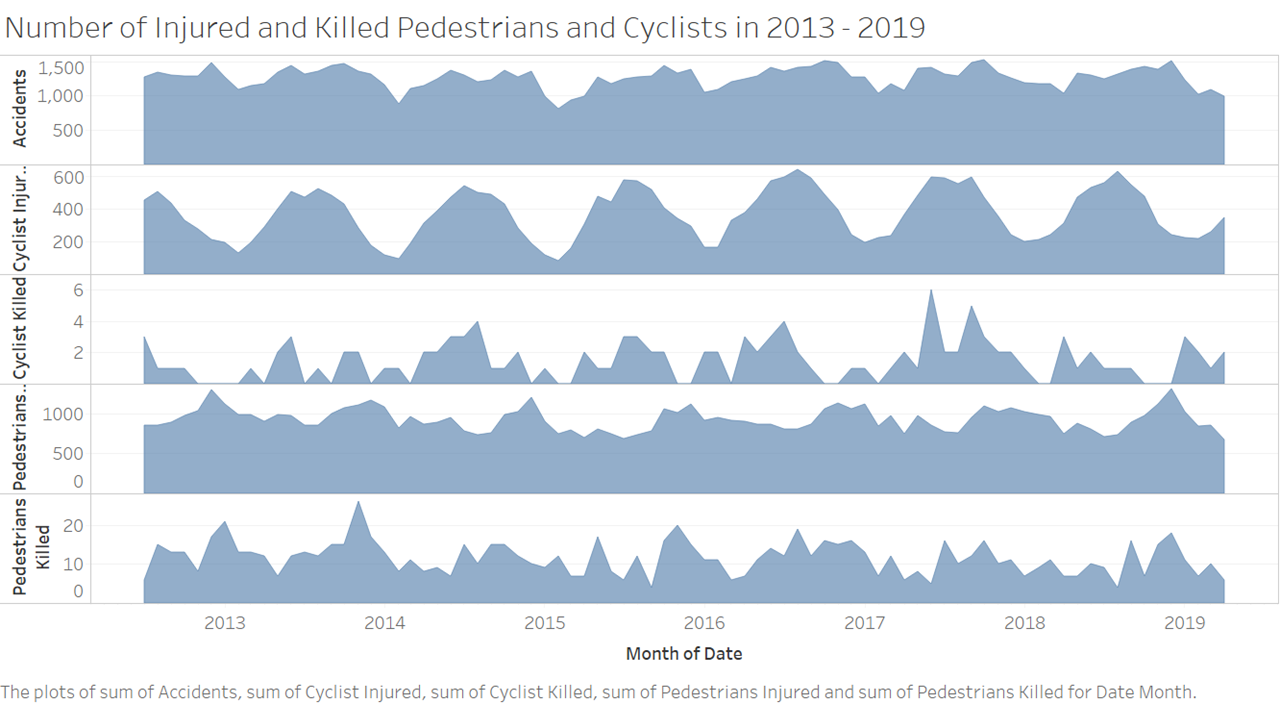 Number of Injured and Killed Pedestrians and Cyclists in 2013 - 2019
Accidents
1,500
1,000
500
Cyclist Injur..
600
400
200
Cyclist Killed
6
4
2
Pedestrians..
1000
500
0
Pedestrians
Killed
20
10
0
2013 2014 2015 2016 2017 2018 2019
Month of Date
The plots of sum of Accidents, sum of Cyclist Injured, sum of Cyclist Killed, sum of Pedestrians Injured and sum of Pedestrians Killed for Date Month.